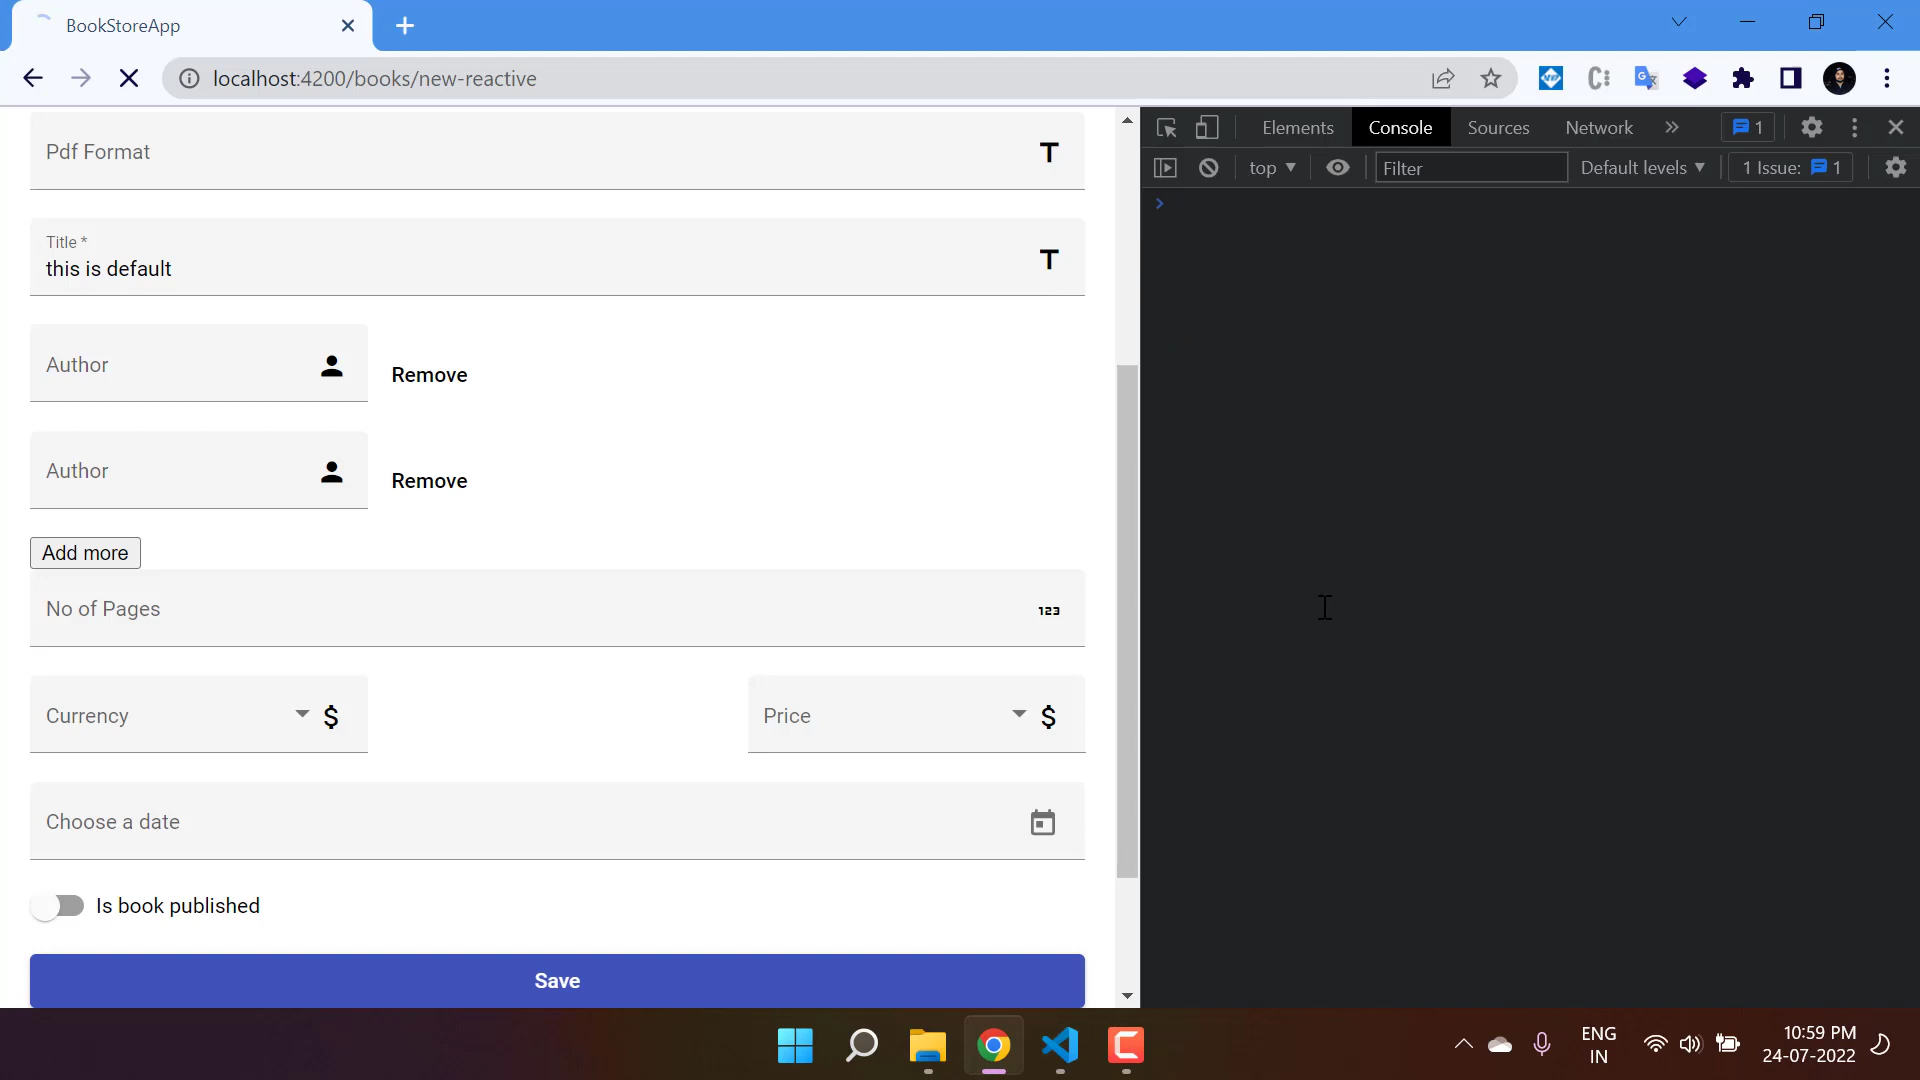 BookStoreApp
localhost:4200/books/new-reactive
Elements Console Sources Network 1
top Filter Default levels 1 Issue: 1
Pdf Format
Title *
this is default
Author
Remove
Author
Remove
Add more
No of Pages
123
Currency
$
Price
$
Choose a date
Is book published
Save
ENG
IN
10:59 PM
24-07-2022